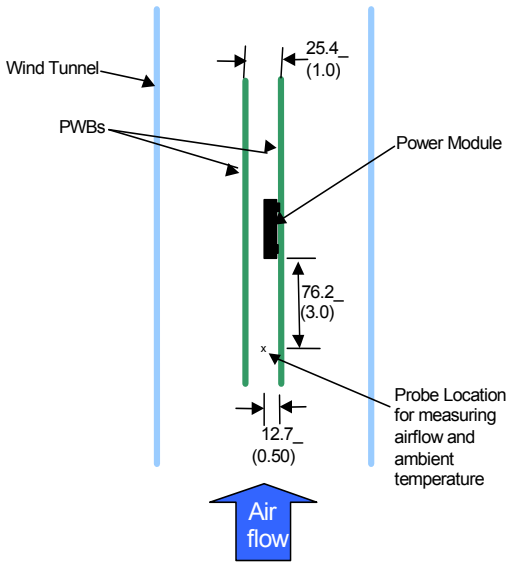 25.4_
(1.0)
Wind Tunnel
PWBs
Power Module
76.2_
(3.0)
x
Probe Location
for measuring
airflow and
ambient
temperature
12.7_
(0.50)
Air
flow